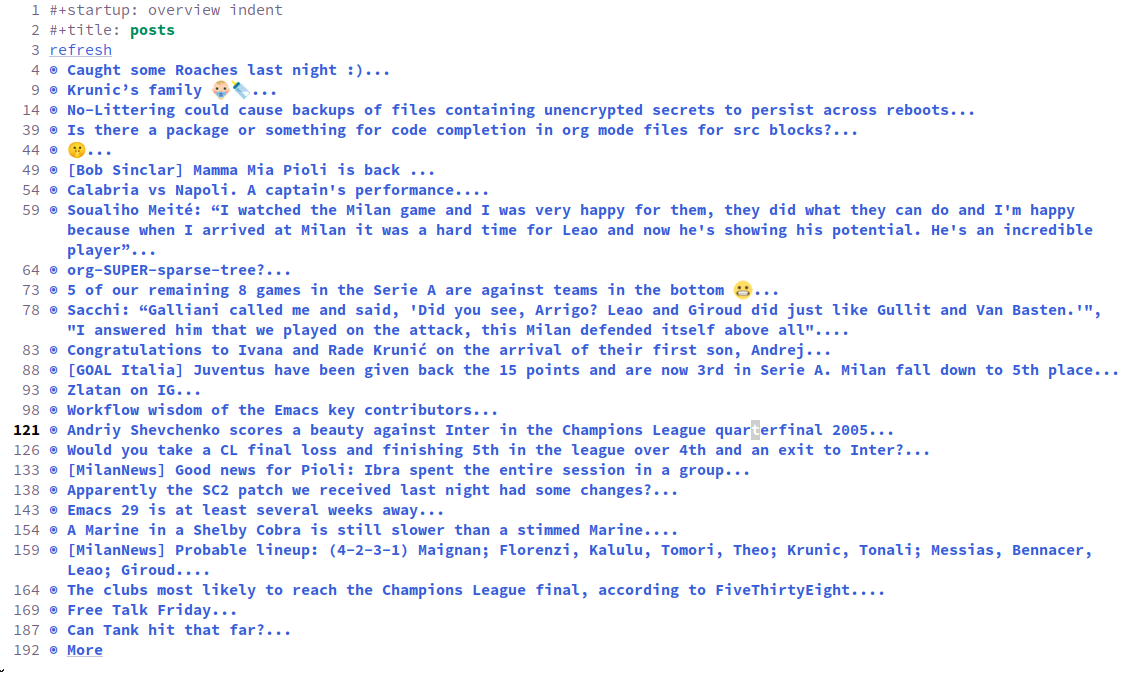 1 #+startup: overview indent
2 #+title: posts
3 refresh
4 ◉ Caught some Roaches last night :)...
9 ◉ Krunic’s family 👶🍼...
14 ◉ No-Littering could cause backups of files containing unencrypted secrets to persist across reboots...
39 ◉ Is there a package or something for code completion in org mode files for src blocks?...
44 ◉ 🤫...
49 ◉ [Bob Sinclar] Mamma Mia Pioli is back ...
54 ◉ Calabria vs Napoli. A captain's performance....
59 ◉ Soualiho Meité: “I watched the Milan game and I was very happy for them, they did what they can do and I'm happy
because when I arrived at Milan it was a hard time for Leao and now he's showing his potential. He's an incredible
player”...
64 ◉ org-SUPER-sparse-tree?...
73 ◉ 5 of our remaining 8 games in the Serie A are against teams in the bottom 😬...
78 ◉ Sacchi: “Galliani called me and said, 'Did you see, Arrigo? Leao and Giroud did just like Gullit and Van Basten.'",
"I answered him that we played on the attack, this Milan defended itself above all"....
83 ◉ Congratulations to Ivana and Rade Krunić on the arrival of their first son, Andrej...
88 ◉ [GOAL Italia] Juventus have been given back the 15 points and are now 3rd in Serie A. Milan fall down to 5th place...
93 ◉ Zlatan on IG...
98 ◉ Workflow wisdom of the Emacs key contributors...
121 ◉ Andriy Shevchenko scores a beauty against Inter in the Champions League quarterfinal 2005...
126 ◉ Would you take a CL final loss and finishing 5th in the league over 4th and an exit to Inter?...
133 ◉ [MilanNews] Good news for Pioli: Ibra spent the entire session in a group...
138 ◉ Apparently the SC2 patch we received last night had some changes?...
143 ◉ Emacs 29 is at least several weeks away...
154 ◉ A Marine in a Shelby Cobra is still slower than a stimmed Marine....
159 ◉ [MilanNews] Probable lineup: (4-2-3-1) Maignan; Florenzi, Kalulu, Tomori, Theo; Krunic, Tonali; Messias, Bennacer,
Leao; Giroud....
164 ◉ The clubs most likely to reach the Champions League final, according to FiveThirtyEight....
169 ◉ Free Talk Friday...
187 ◉ Can Tank hit that far?...
192 ◉ More